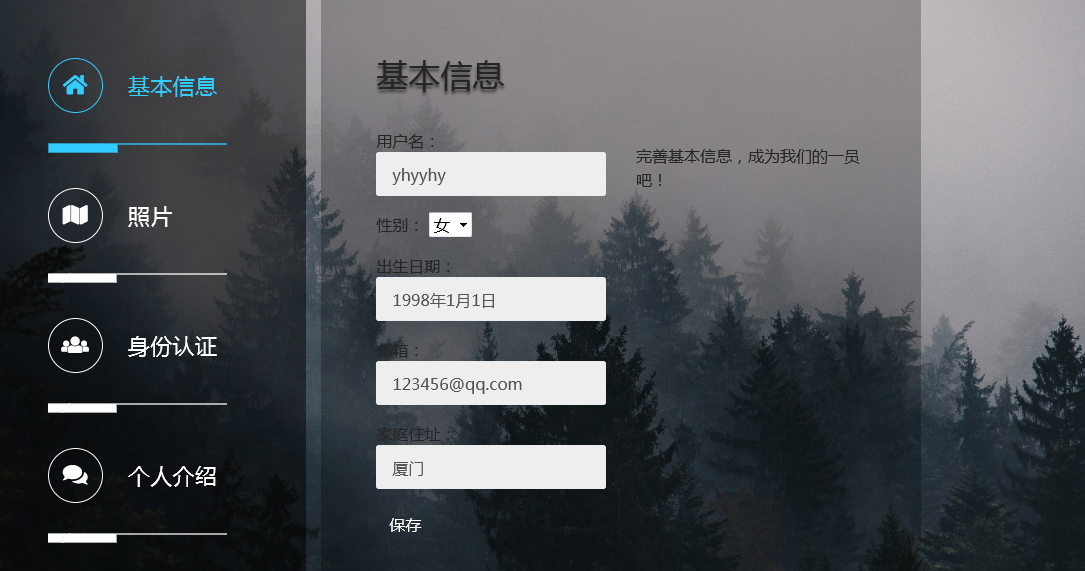 基本信息
照片
身份认证
个人介绍
基本信息
用户名：
yhyyhy
完善基本信息，成为我们的一员
吧！
性别： 女
出生日期：
1998年1月1日
邮箱：
123456@qq.com
家庭住址：
厦门
保存